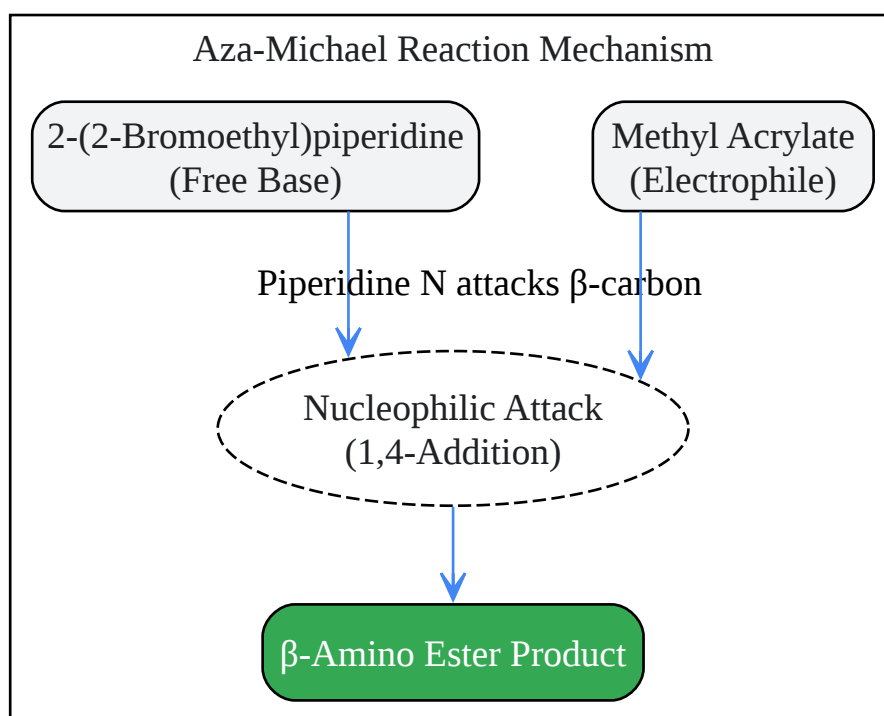 Aza-Michael Reaction Mechanism
2-(2-Bromoethyl)piperidine
(Free Base)
Methyl Acrylate
(Electrophile)
Piperidine N attacks β-carbon
Nucleophilic Attack
(1,4-Addition)
β-Amino Ester Product